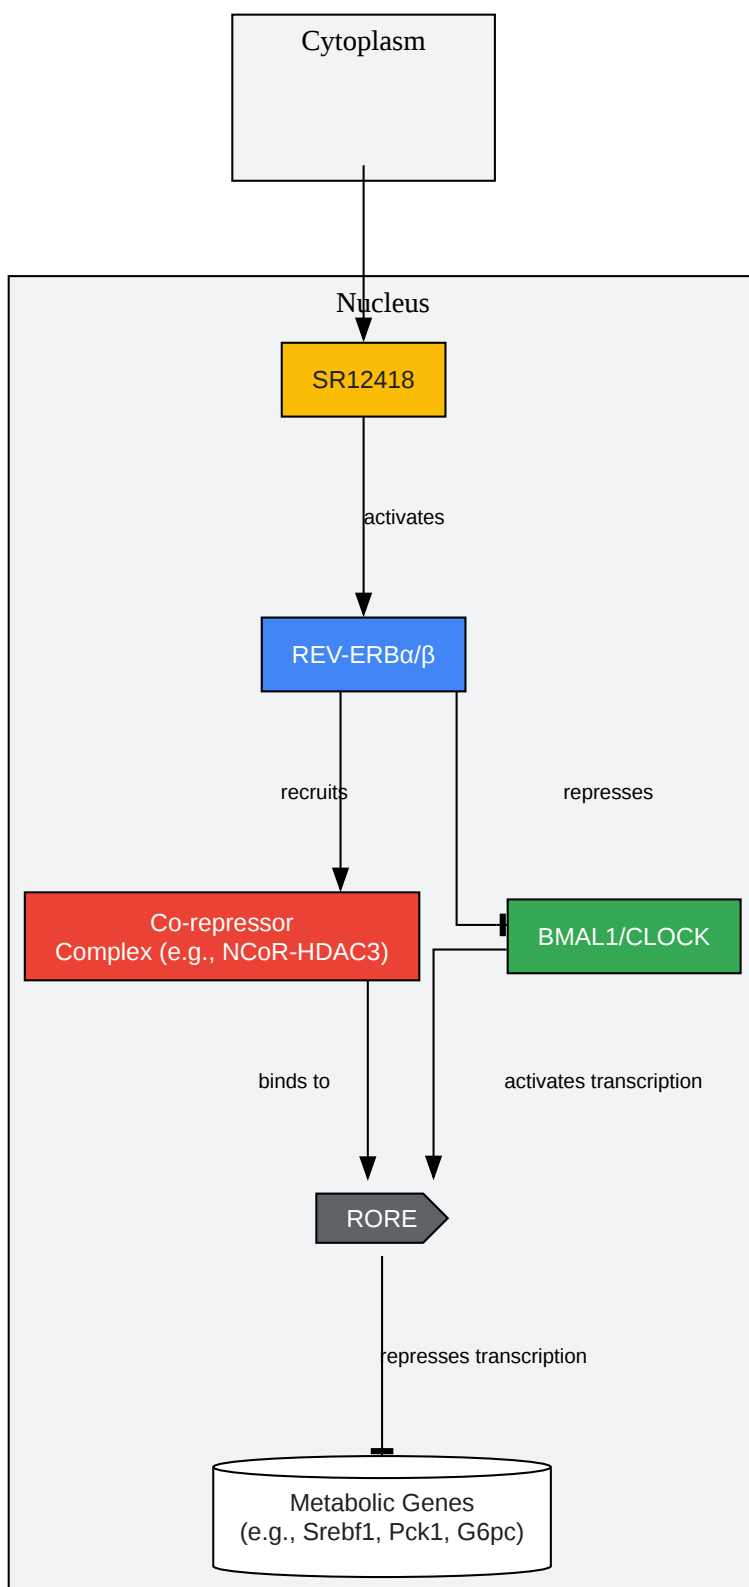 Cytoplasm
Nucleus
SR12418
activates
REV-ERBα/β
recruits
represses
Co-repressor
Complex (e.g., NCoR-HDAC3)
BMAL1/CLOCK
binds to
activates transcription
RORE
represses transcription
Metabolic Genes
(e.g., Srebf1, Pck1, G6pc)